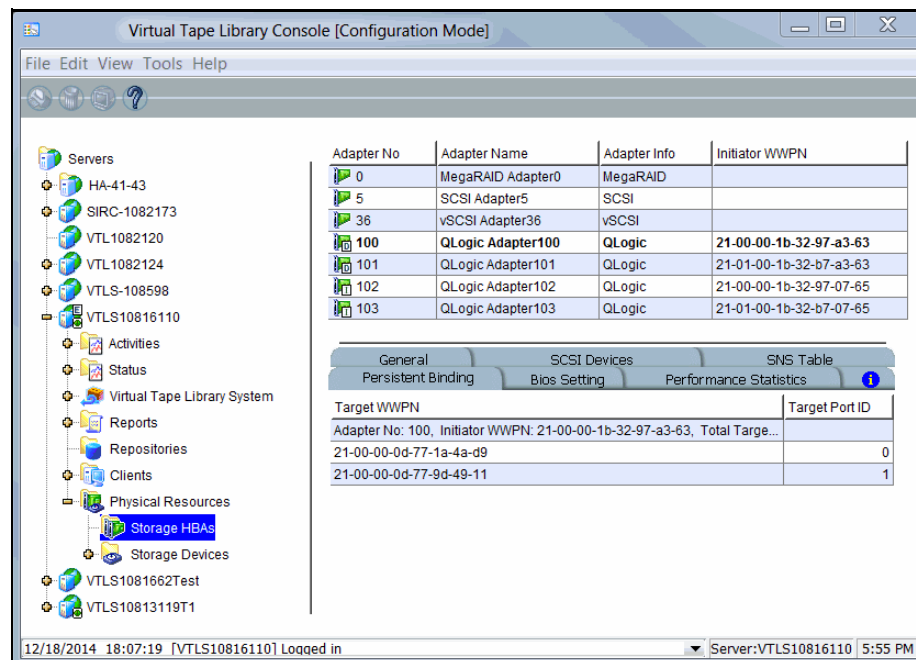 Virtual Tape Library Console [Configuration Mode]
File Edit View Tools Help
Servers
HA-41-43
SIRC-1082173
VTL1082120
VTL1082124
VTLS-108598
VTLS10816110
Activities
Status
Virtual Tape Library System
Reports
Repositories
Clients
Physical Resources
Storage HBAs
Storage Devices
VTLS1081662Test
VTLS10813119T1
Adapter No Adapter Name Adapter Info Initiator WWPN
0 MegaRAID Adapter0 MegaRAID
5 SCSI Adapter5 SCSI
36 vSCSI Adapter36 vSCSI
100 QLogic Adapter100 QLogic 21-00-00-1b-32-97-a3-63
101 QLogic Adapter101 QLogic 21-01-00-1b-32-b7-a3-63
102 QLogic Adapter102 QLogic 21-00-00-1b-32-97-07-65
103 QLogic Adapter103 QLogic 21-01-00-1b-32-b7-07-65
General SCSI Devices SNS Table
Persistent Binding Bios Setting Performance Statistics
Target WWPN Target Port ID
Adapter No: 100, Initiator WWPN: 21-00-00-1b-32-97-a3-63, Total Targe...
21-00-00-0d-77-1a-4a-d9 0
21-00-00-0d-77-9d-49-11 1
12/18/2014 18:07:19 [VTLS10816110] Logged in
Server:VTLS10816110 5:55 PM